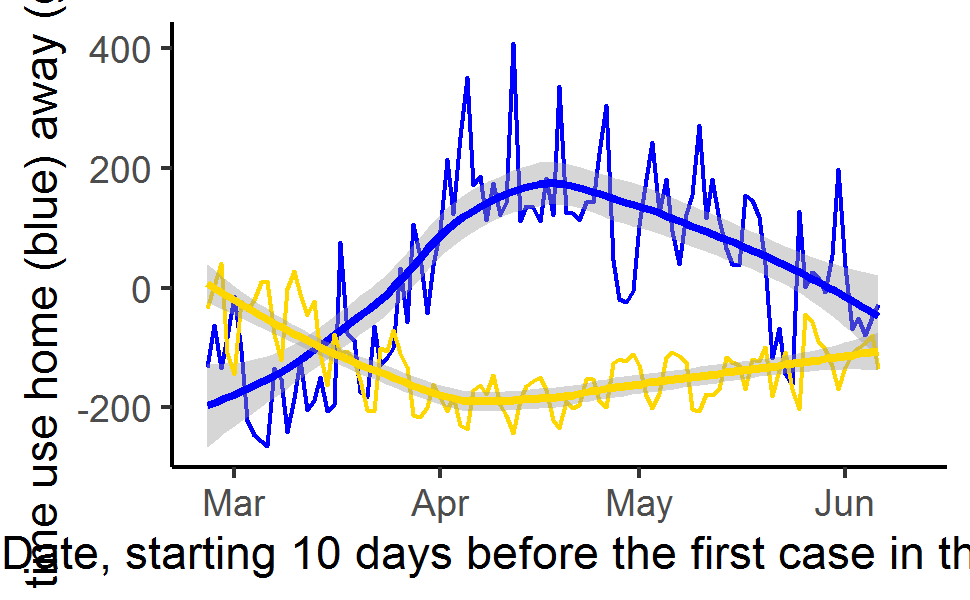 time use home (blue) away (
400
200
0
-200
Mar Apr May Jun
Date, starting 10 days before the first case in th